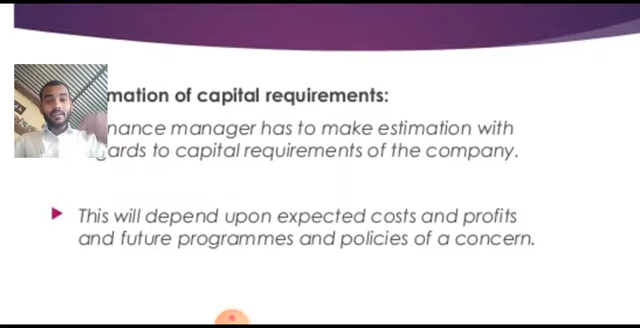 mation of capital requirements:
nance manager has to make estimation with
ards to capital requirements of the company.
This will depend upon expected costs and profits
and future programmes and policies of a concern.